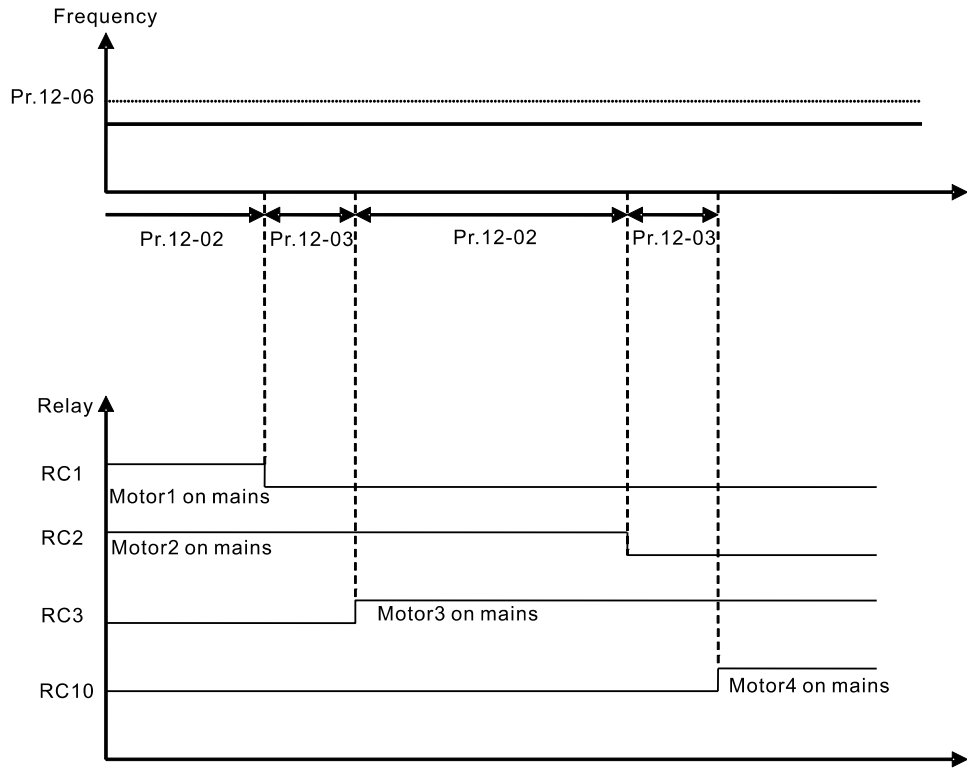 Frequency
Pr.12-06
Pr.12-02
Pr.12-03
Pr.12-02
Pr.12-03
Relay
RC1
Motor1 on mains
RC2
Motor2 on mains
RC3
Motor3 on mains
RC10
Motor4 on mains